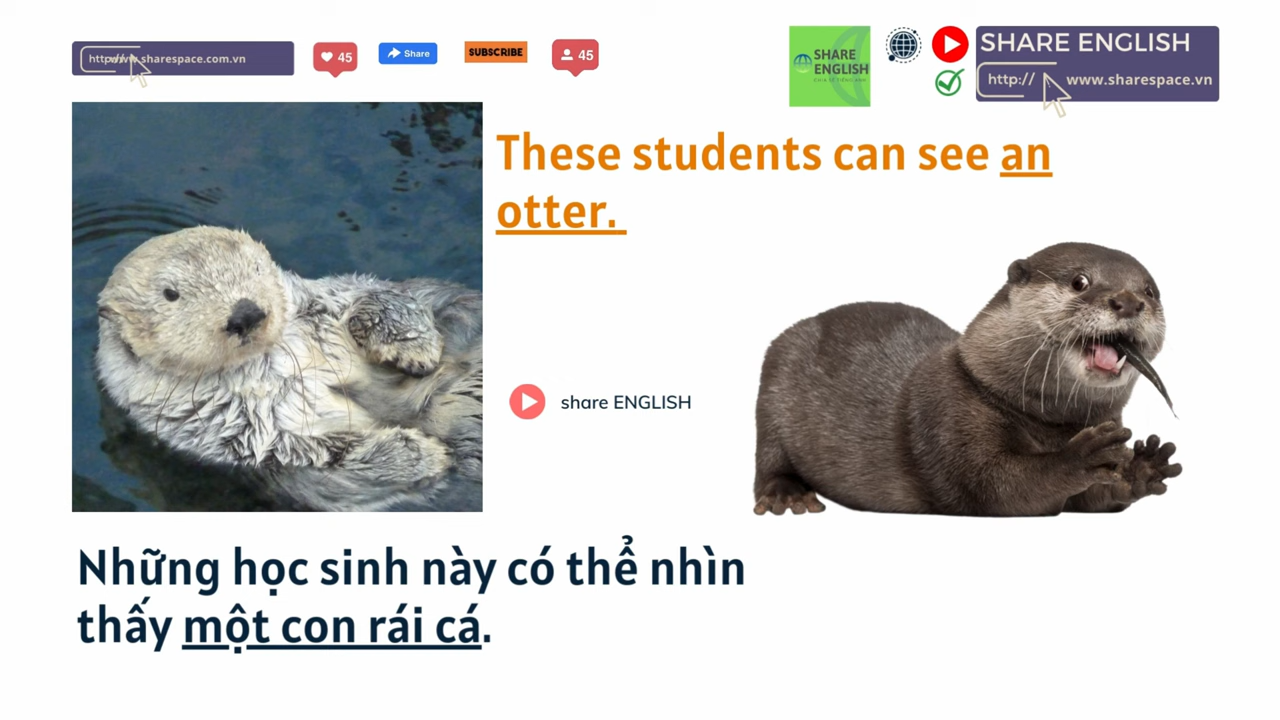 http://www.sharespace.com.vn
45
Share
SUBSCRIBE
45
SHARE
ENGLISH
SHARE ENGLISH
http://
www.sharespace.vn
These students can see an
otter.
share ENGLISH
Những học sinh này có thể nhìn
thấy một con rái cá.